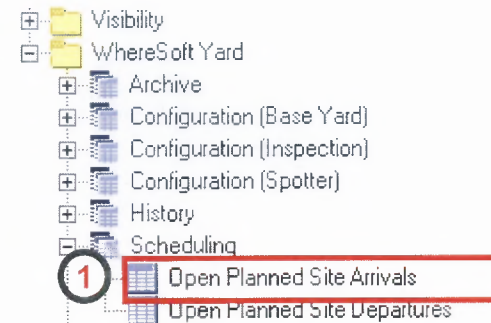 Visibility
WhereSoft Yard
Archive
Configuration (Base Yard)
Configuration (Inspection)
Configuration (Spotter)
History
Scheduling
1 Open Planned Site Arrivals
Open Planned Site Departures